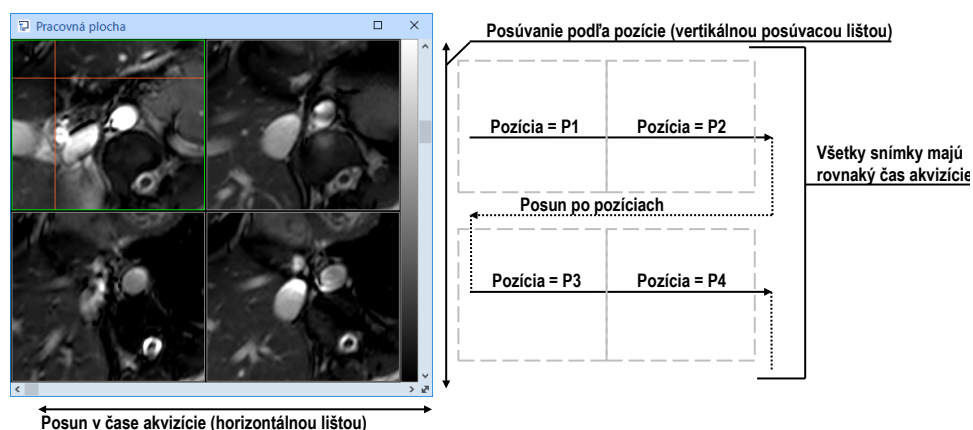 Pracovná plocha
Posúvanie podľa pozície (vertikálnou posúvacou lištou)
Pozícia = P1
Pozícia = P2
Všetky snímky majú
rovnaký čas akvizície
Posun po pozíciach
Pozícia = P3
Pozícia = P4
Posun v čase akvizície (horizontálnou lištou)